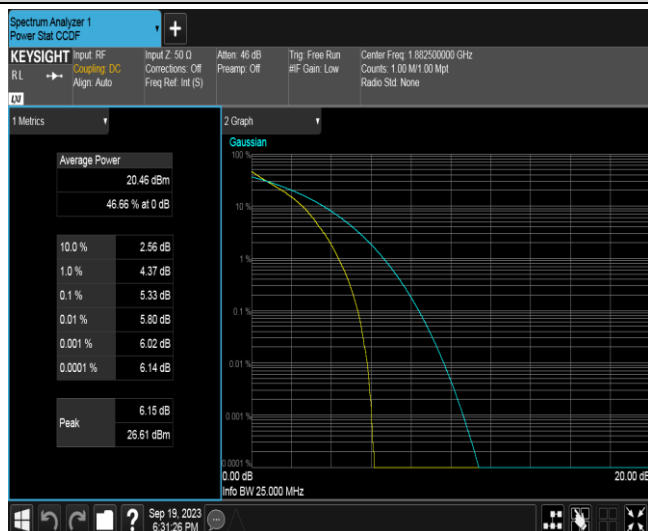 Spectrum Analyzer 1
Power Stat CCDF
+
KEYSIGHT
RL
LXI
Input: RF
Coupling: DC
Align: Auto
Input Z: 50 Ω
Corrections: Off
Freq Ref: Int (S)
Atten: 46 dB
Preamp: Off
Trig: Free Run
#IF Gain: Low
Center Freq: 1.882500000 GHz
Counts: 1.00 M/1.00 Mpt
Radio Std: None
1 Metrics
Average Power
20.46 dBm
46.66 % at 0 dB
10.0 % 2.56 dB
1.0 % 4.37 dB
0.1 % 5.33 dB
0.01 % 5.80 dB
0.001 % 6.02 dB
0.0001 % 6.14 dB
Peak
6.15 dB
26.61 dBm
2 Graph
Gaussian
100 %
10 %
1 %
0.1 %
0.01 %
0.001 %
0.0001 %
0.00 dB 20.00 dB
Info BW 25.000 MHz
?
Sep 19, 2023
6:31:26 PM